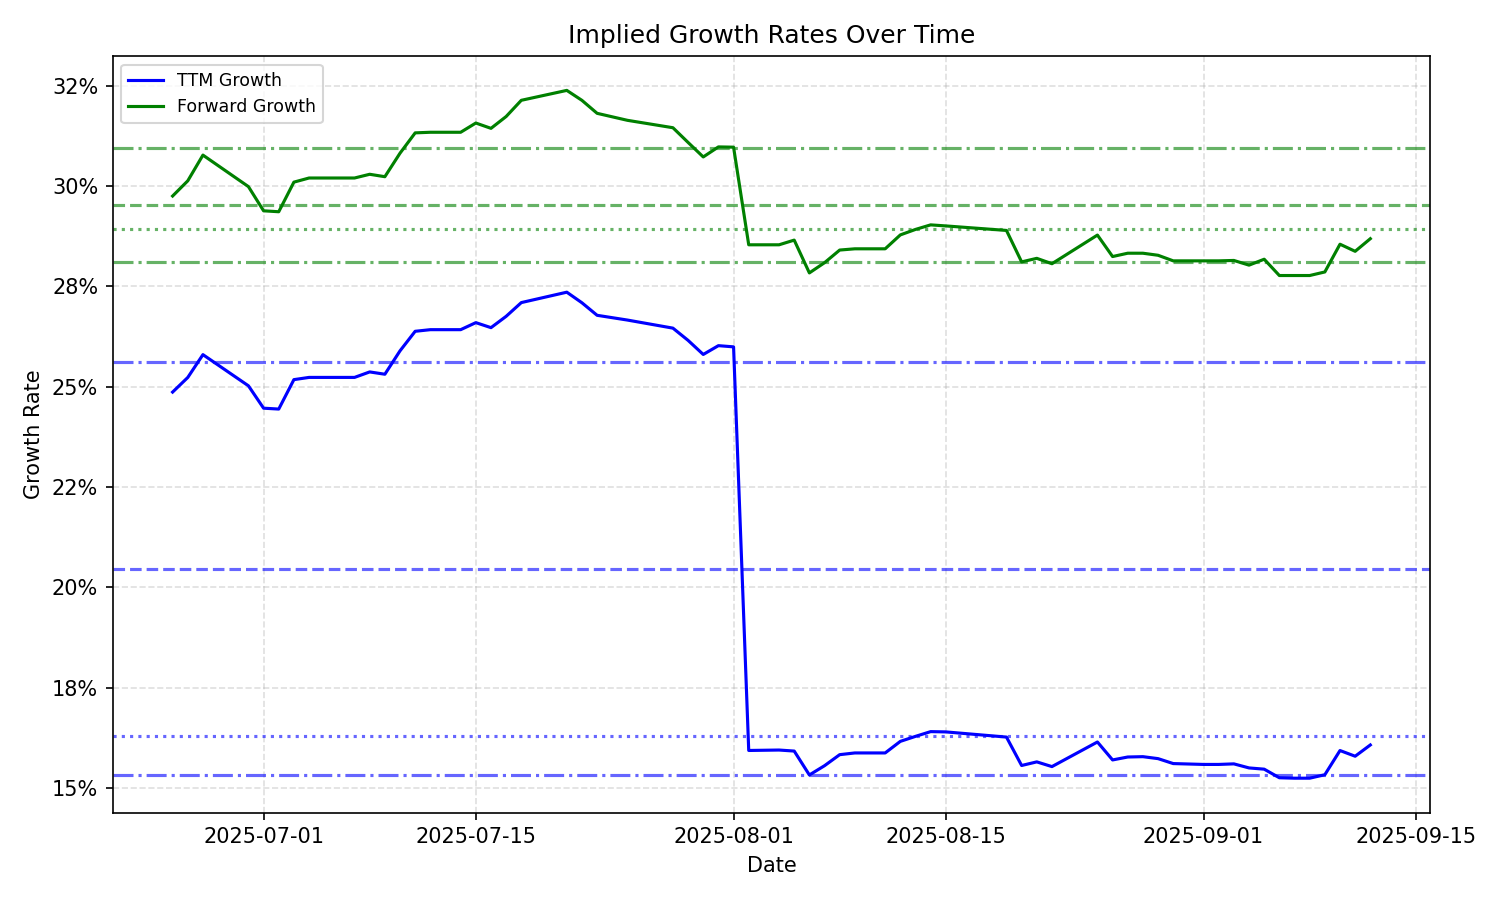 Implied Growth Rates Over Time
TTM Growth
Forward Growth
32%
30%
28%
25%
22%
20%
18%
15%
Growth Rate
2025-07-01
2025-07-15
2025-08-01
2025-08-15
2025-09-01
2025-09-15
Date